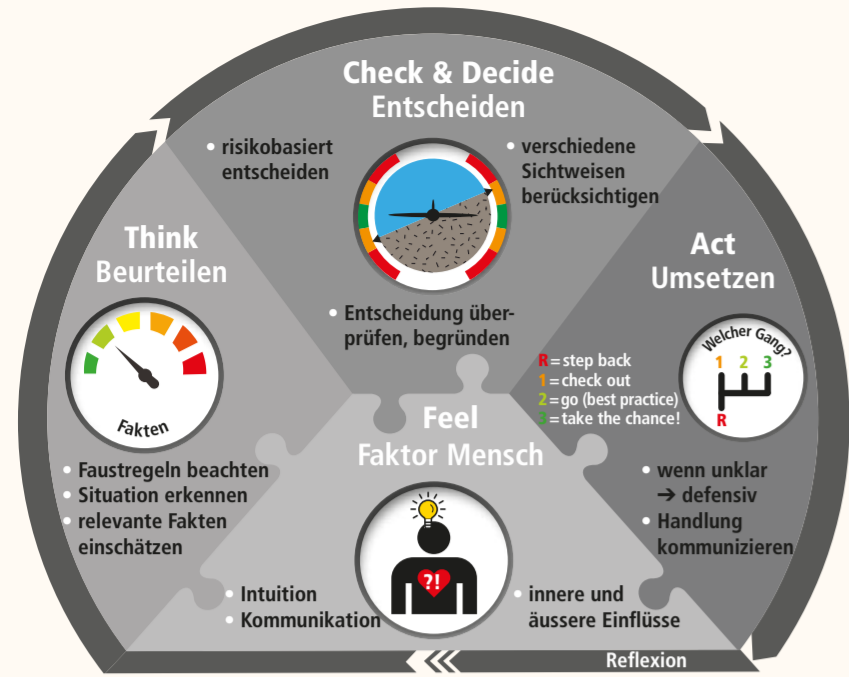 Check & Decide
Entscheiden
• risikobasiert
entscheiden
• verschiedene
Sichtweisen
berücksichtigen
• Entscheidung über-
prüfen, begründen
Think
Beurteilen
Fakten
• Faustregeln beachten
• Situation erkennen
• relevante Fakten
einschätzen
Act
Umsetzen
Welcher Gang?
1 2 3
R
R = step back
1 = check out
2 = go (best practice)
3 = take the chance!
• wenn unklar
➔ defensiv
• Handlung
kommunizieren
Feel
Faktor Mensch
?!
• Intuition
• Kommunikation
• innere und
äussere Einflüsse
Reflexion